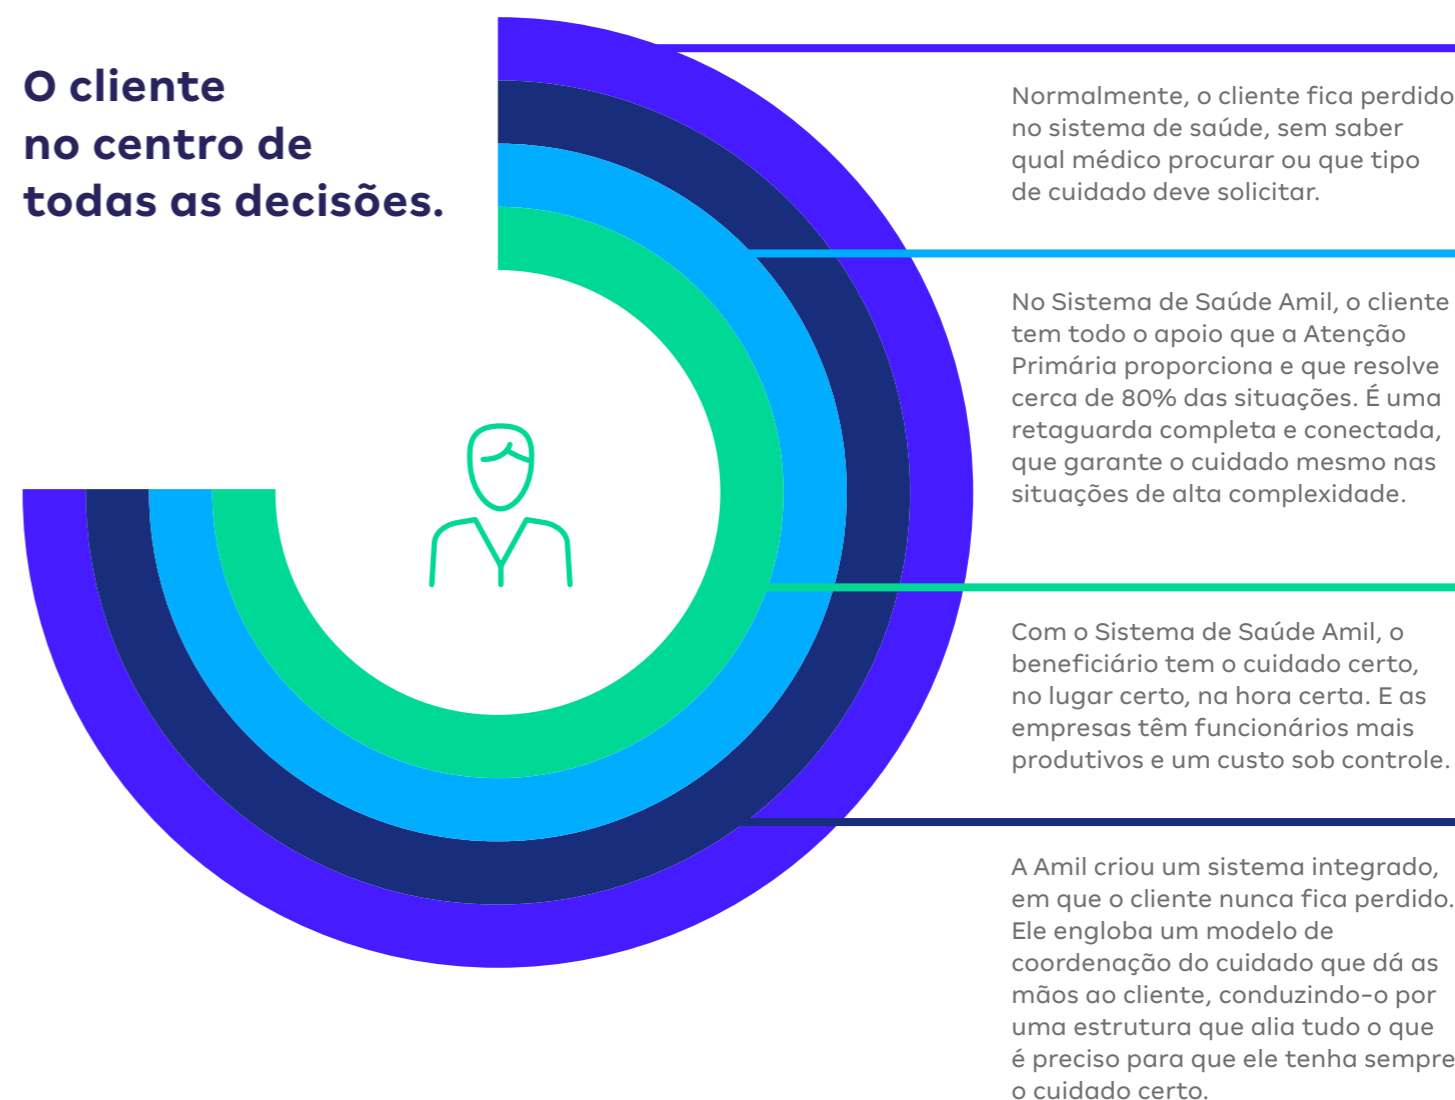 O cliente
no centro de
todas as decisões.
Normalmente, o cliente fica perdido
no sistema de saúde, sem saber
qual médico procurar ou que tipo
de cuidado deve solicitar.
No Sistema de Saúde Amil, o cliente
tem todo o apoio que a Atenção
Primária proporciona e que resolve
cerca de 80% das situações. É uma
retaguarda completa e conectada,
que garante o cuidado mesmo nas
situações de alta complexidade.
Com o Sistema de Saúde Amil, o
beneficiário tem o cuidado certo,
no lugar certo, na hora certa. E as
empresas têm funcionários mais
produtivos e um custo sob controle.
A Amil criou um sistema integrado,
em que o cliente nunca fica perdido.
Ele engloba um modelo de
coordenação do cuidado que dá as
mãos ao cliente, conduzindo-o por
uma estrutura que alia tudo o que
é preciso para que ele tenha sempre
o cuidado certo.